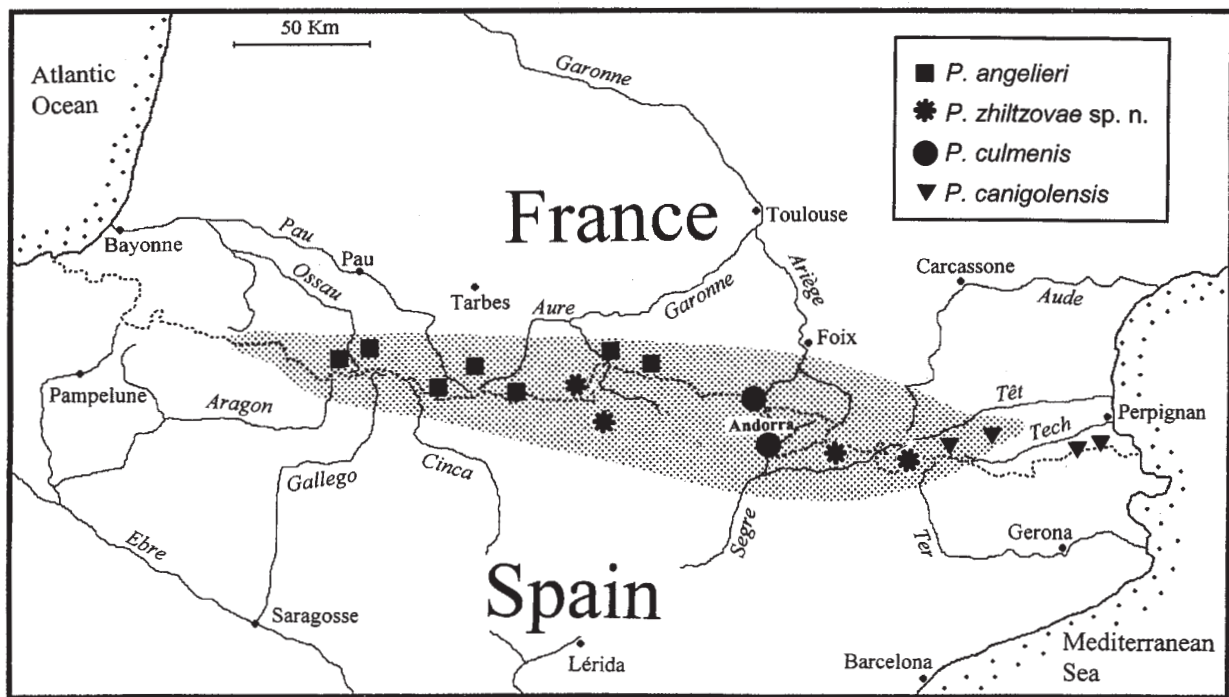 50 Km
Atlantic
Ocean
Garonne
P. angelieri
P. zhiltzovae sp. n.
P. culmenis
P. canigolensis
France
Toulouse
Bayonne
Pau
Pau
Ossau
Tarbes
Aure
Garonne
Ariège
Carcassone
Aude
Foix
Pampelune
Aragon
Andorra
Têt
Tech
Perpignan
Gallego
Cinca
Segre
Ter
Gerona
Ebre
Spain
Saragosse
Lérida
Barcelona
Mediterranean
Sea